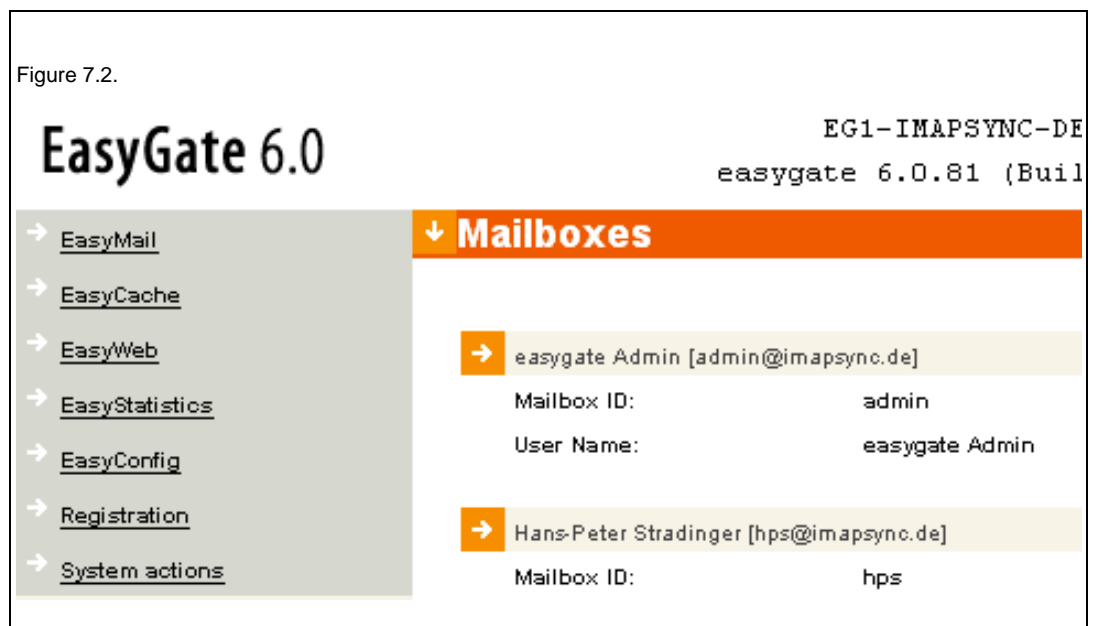 Figure 7.2.
EasyGate 6.0
EG1-IMAPSYNC-DE
easygate 6.0.81 (Buil
EasyMail
EasyCache
EasyWeb
EasyStatistics
EasyConfig
Registration
System actions
Mailboxes
easygate Admin [admin@imapsync.de]
Mailbox ID: admin
User Name: easygate Admin
Hans-Peter Stradinger [hps@imapsync.de]
Mailbox ID: hps